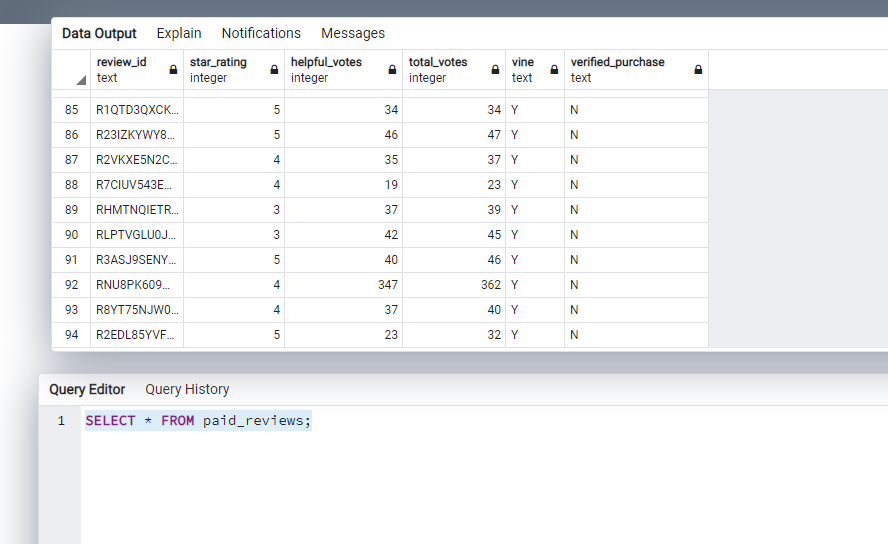 Data Output Explain Notifications Messages
review_id star_rating helpful_votes total_votes vine verified_purchase
text integer integer integer text text
85 R1QTD3QXCK... 5 34 34 Y N
86 R23IZKYWY8... 5 46 47 Y N
87 R2VKXE5N2C... 4 35 37 Y N
88 R7CIUV543E... 4 19 23 Y N
89 RHMTNQIETR... 3 37 39 Y N
90 RLPTVGLU0J... 3 42 45 Y N
91 R3ASJ9SENY... 5 40 46 Y N
92 RNU8PK609... 4 347 362 Y N
93 R8YT75NJW0... 4 37 40 Y N
94 R2EDL85YVF... 5 23 32 Y N
Query Editor Query History
1 SELECT * FROM paid_reviews;